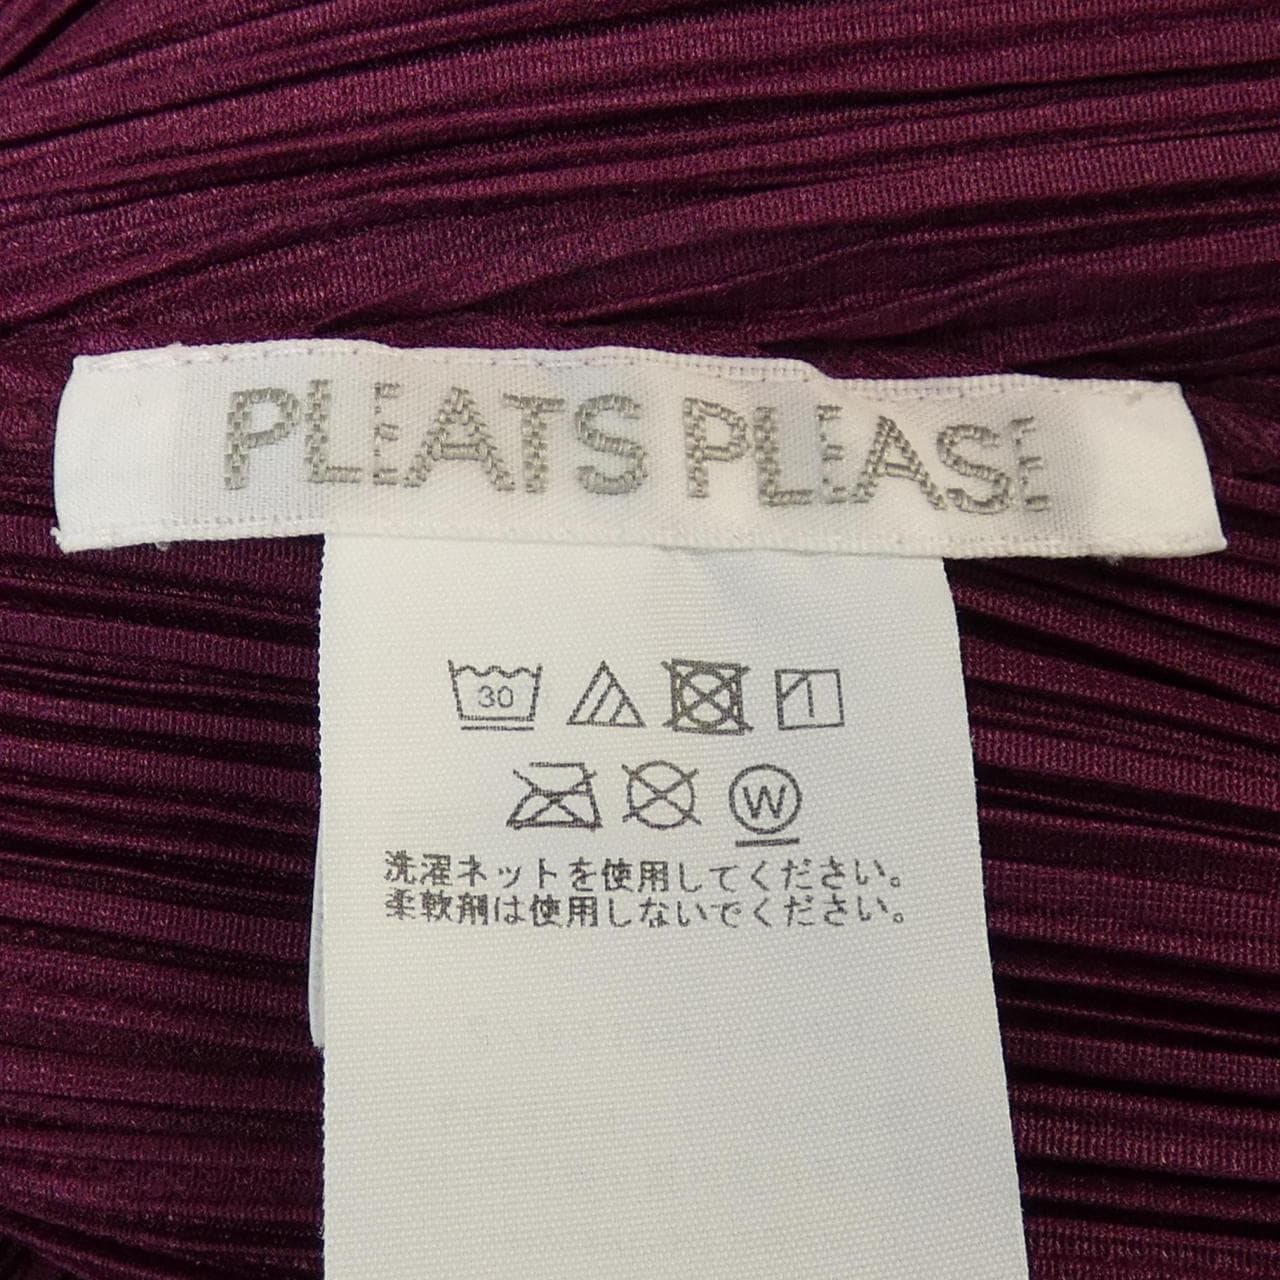 PLEATS PLEASE
30
W
洗濯ネットを使用してください。
柔軟剤は使用しないでください。